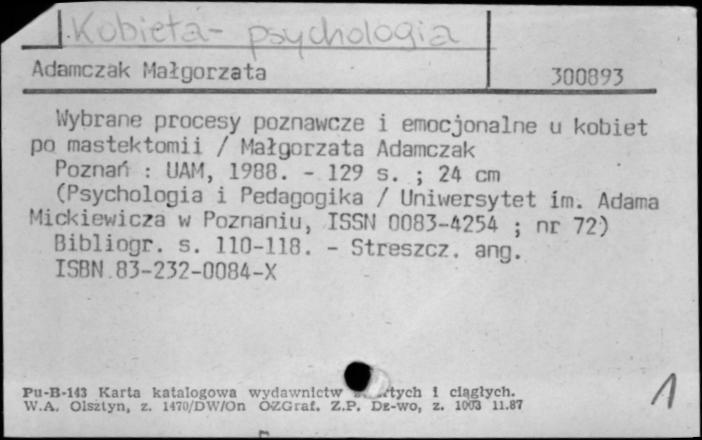 Kobieta - psychologia
Adamczak Małgorzata
300893
Wybrane procesy poznawcze i emocjonalne u kobiet
po mastektomii / Małgorzata Adamczak
Poznań : UAM, 1988. - 129 s. ; 24 cm
(Psychologia i Pedagogika / Uniwersytet im. Adama
Mickiewicza w Poznaniu, ISSN 0083-4254 ; nr 72)
Bibliogr. s. 110-118. - Streszcz. ang.
ISBN 83-232-0084-X
Pu-B-143 Karta katalogowa wydawnictw i ciągłych.
W.A. Olsztyn, z. 1470/DW/On OZGraf. Z.P. Dz-wo, z. 1003 11.87
1